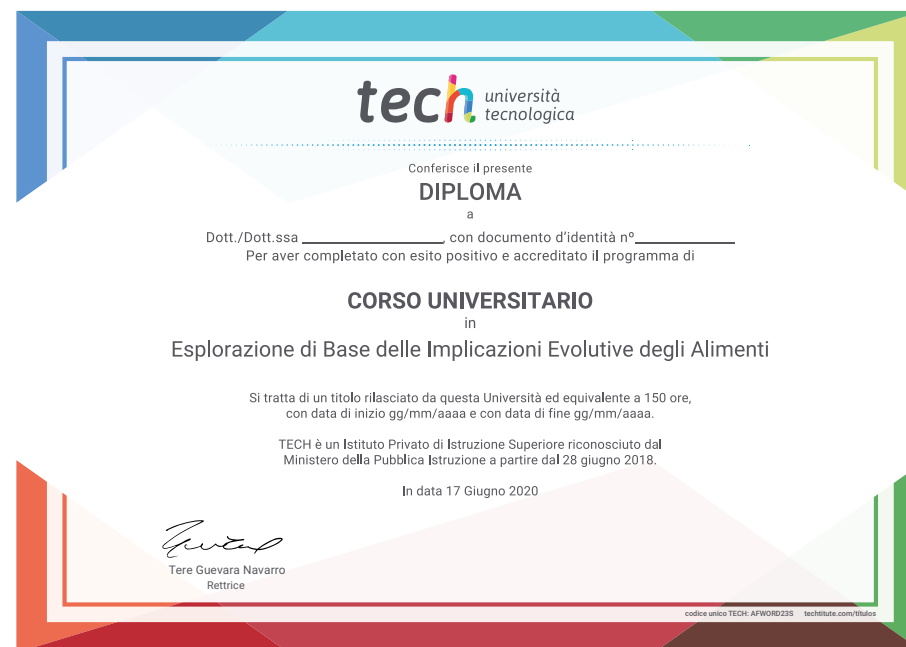 tech università
tecnologica
Conferisce il presente
DIPLOMA
a
Dott./Dott.ssa ___________________, con documento d'identità nº_____________
Per aver completato con esito positivo e accreditato il programma di
CORSO UNIVERSITARIO
in
Esplorazione di Base delle Implicazioni Evolutive degli Alimenti
Si tratta di un titolo rilasciato da questa Università ed equivalente a 150 ore,
con data di inizio gg/mm/aaaa e con data di fine gg/mm/aaaa.
TECH è un Istituto Privato di Istruzione Superiore riconosciuto dal
Ministero della Pubblica Istruzione a partire dal 28 giugno 2018.
In data 17 Giugno 2020
Tere Guevara Navarro
Rettrice
codice unico TECH: AFWORD23S techtitute.com/títulos